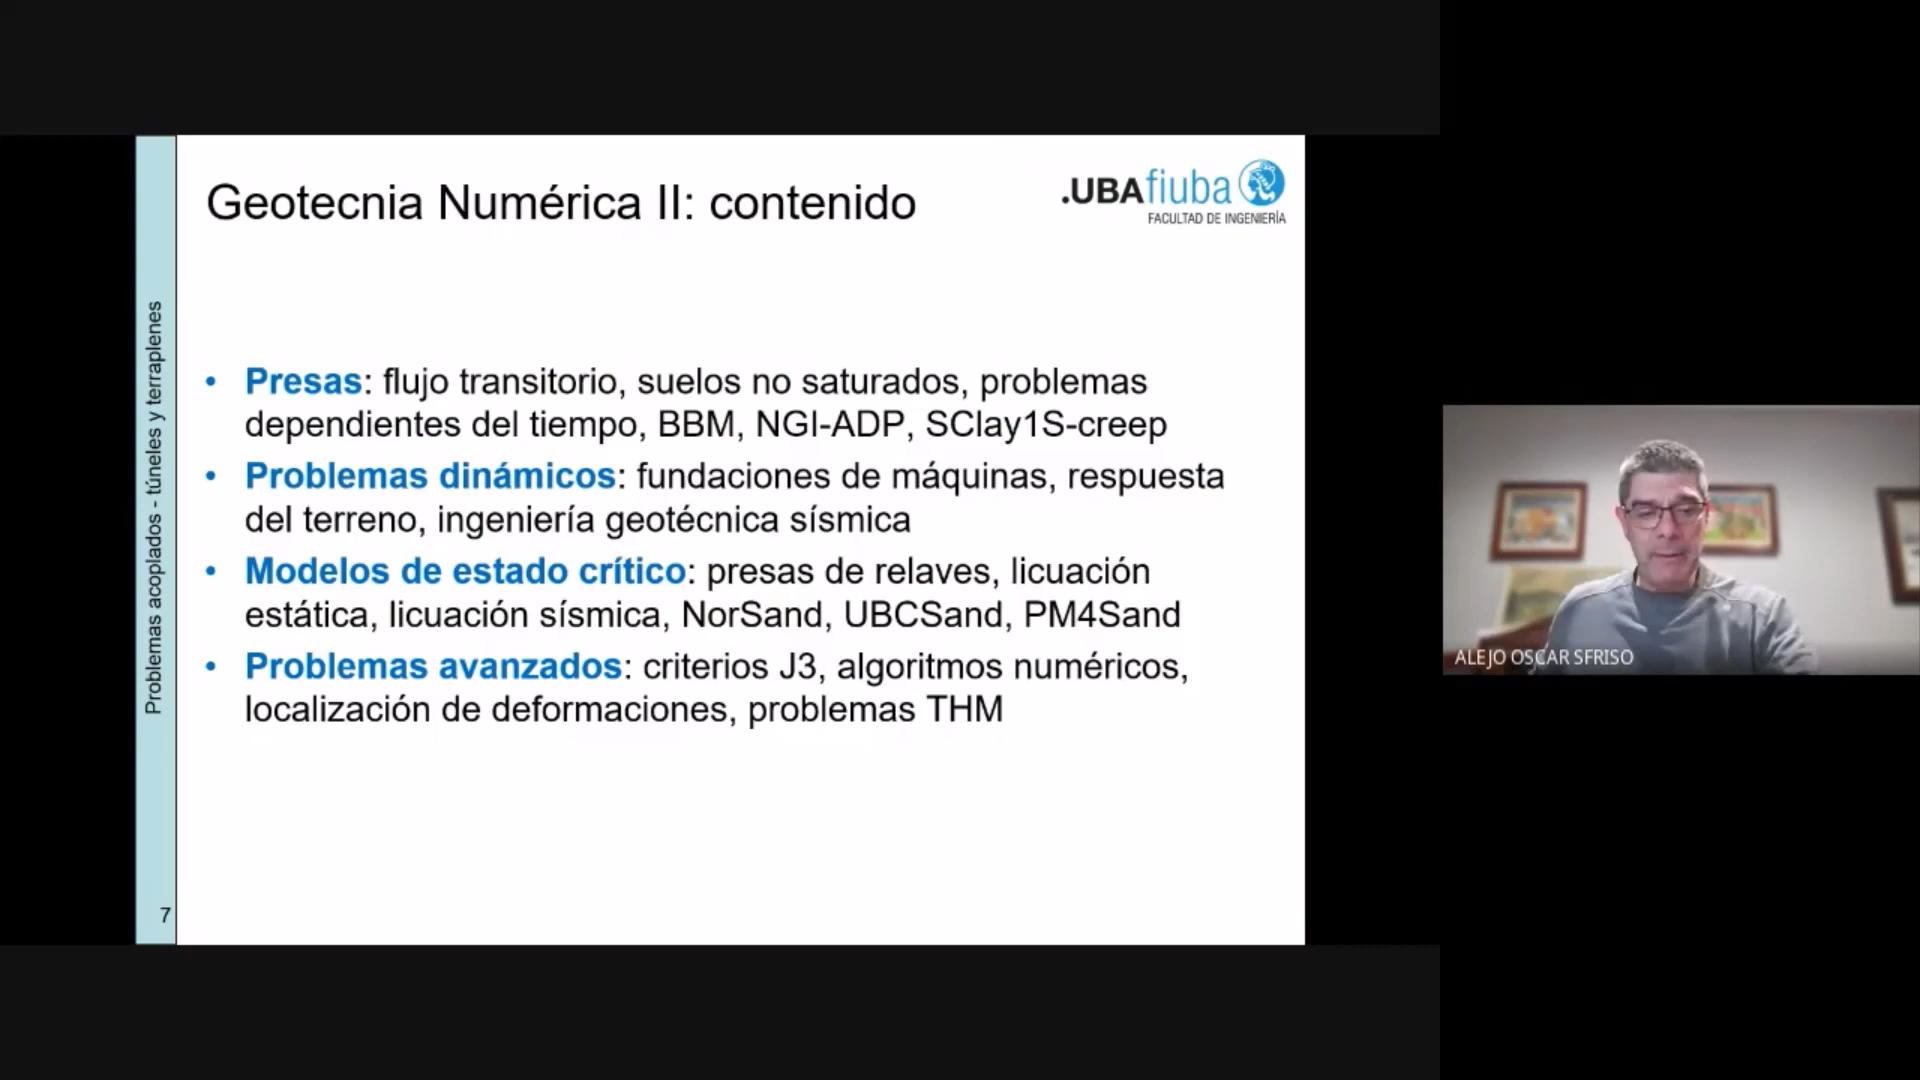 Geotecnia Numérica II: contenido
.UBAfiuba
FACULTAD DE INGENIERÍA
• Presas: flujo transitorio, suelos no saturados, problemas
dependientes del tiempo, BBM, NGI-ADP, SClay1S-creep
• Problemas dinámicos: fundaciones de máquinas, respuesta
del terreno, ingeniería geotécnica sísmica
• Modelos de estado crítico: presas de relaves, licuación
estática, licuación sísmica, NorSand, UBCSand, PM4Sand
• Problemas avanzados: criterios J3, algoritmos numéricos,
localización de deformaciones, problemas THM
Problemas acoplados - túneles y terraplenes
7
ALEJO OSCAR SFRISO